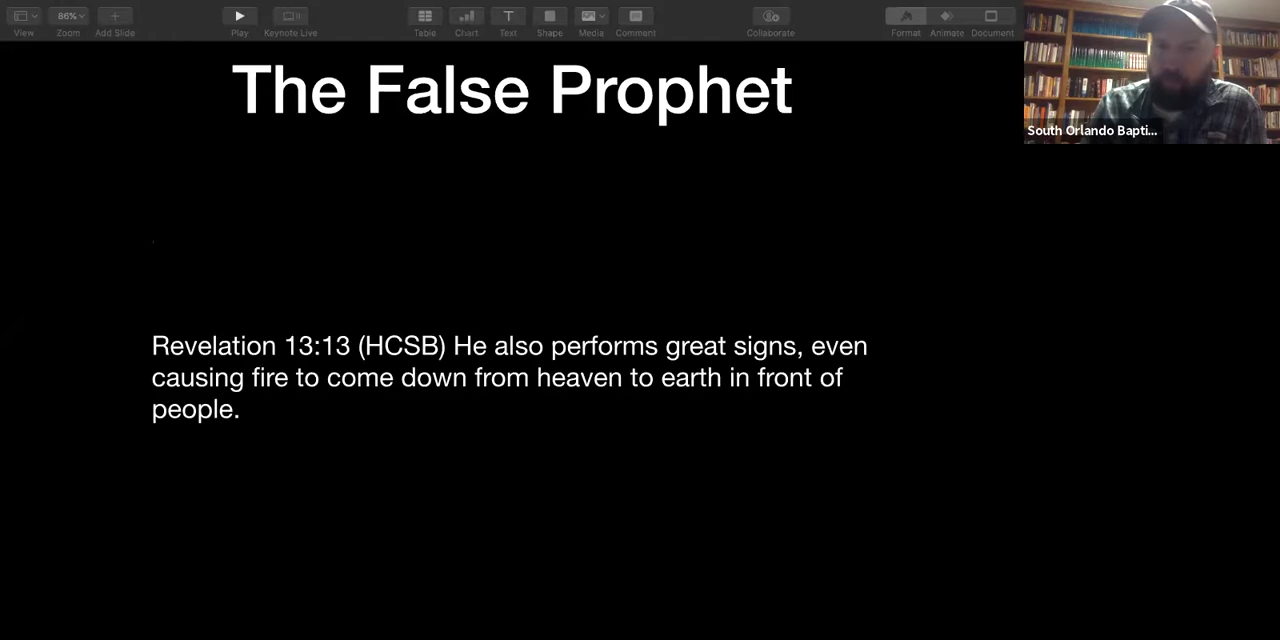 86%
View Zoom Add Slide Play Keynote Live Table Chart Text Shape Media Comment Collaborate Format Animate Document
The False Prophet
South Orlando Bapti...
Revelation 13:13 (HCSB) He also performs great signs, even
causing fire to come down from heaven to earth in front of
people.